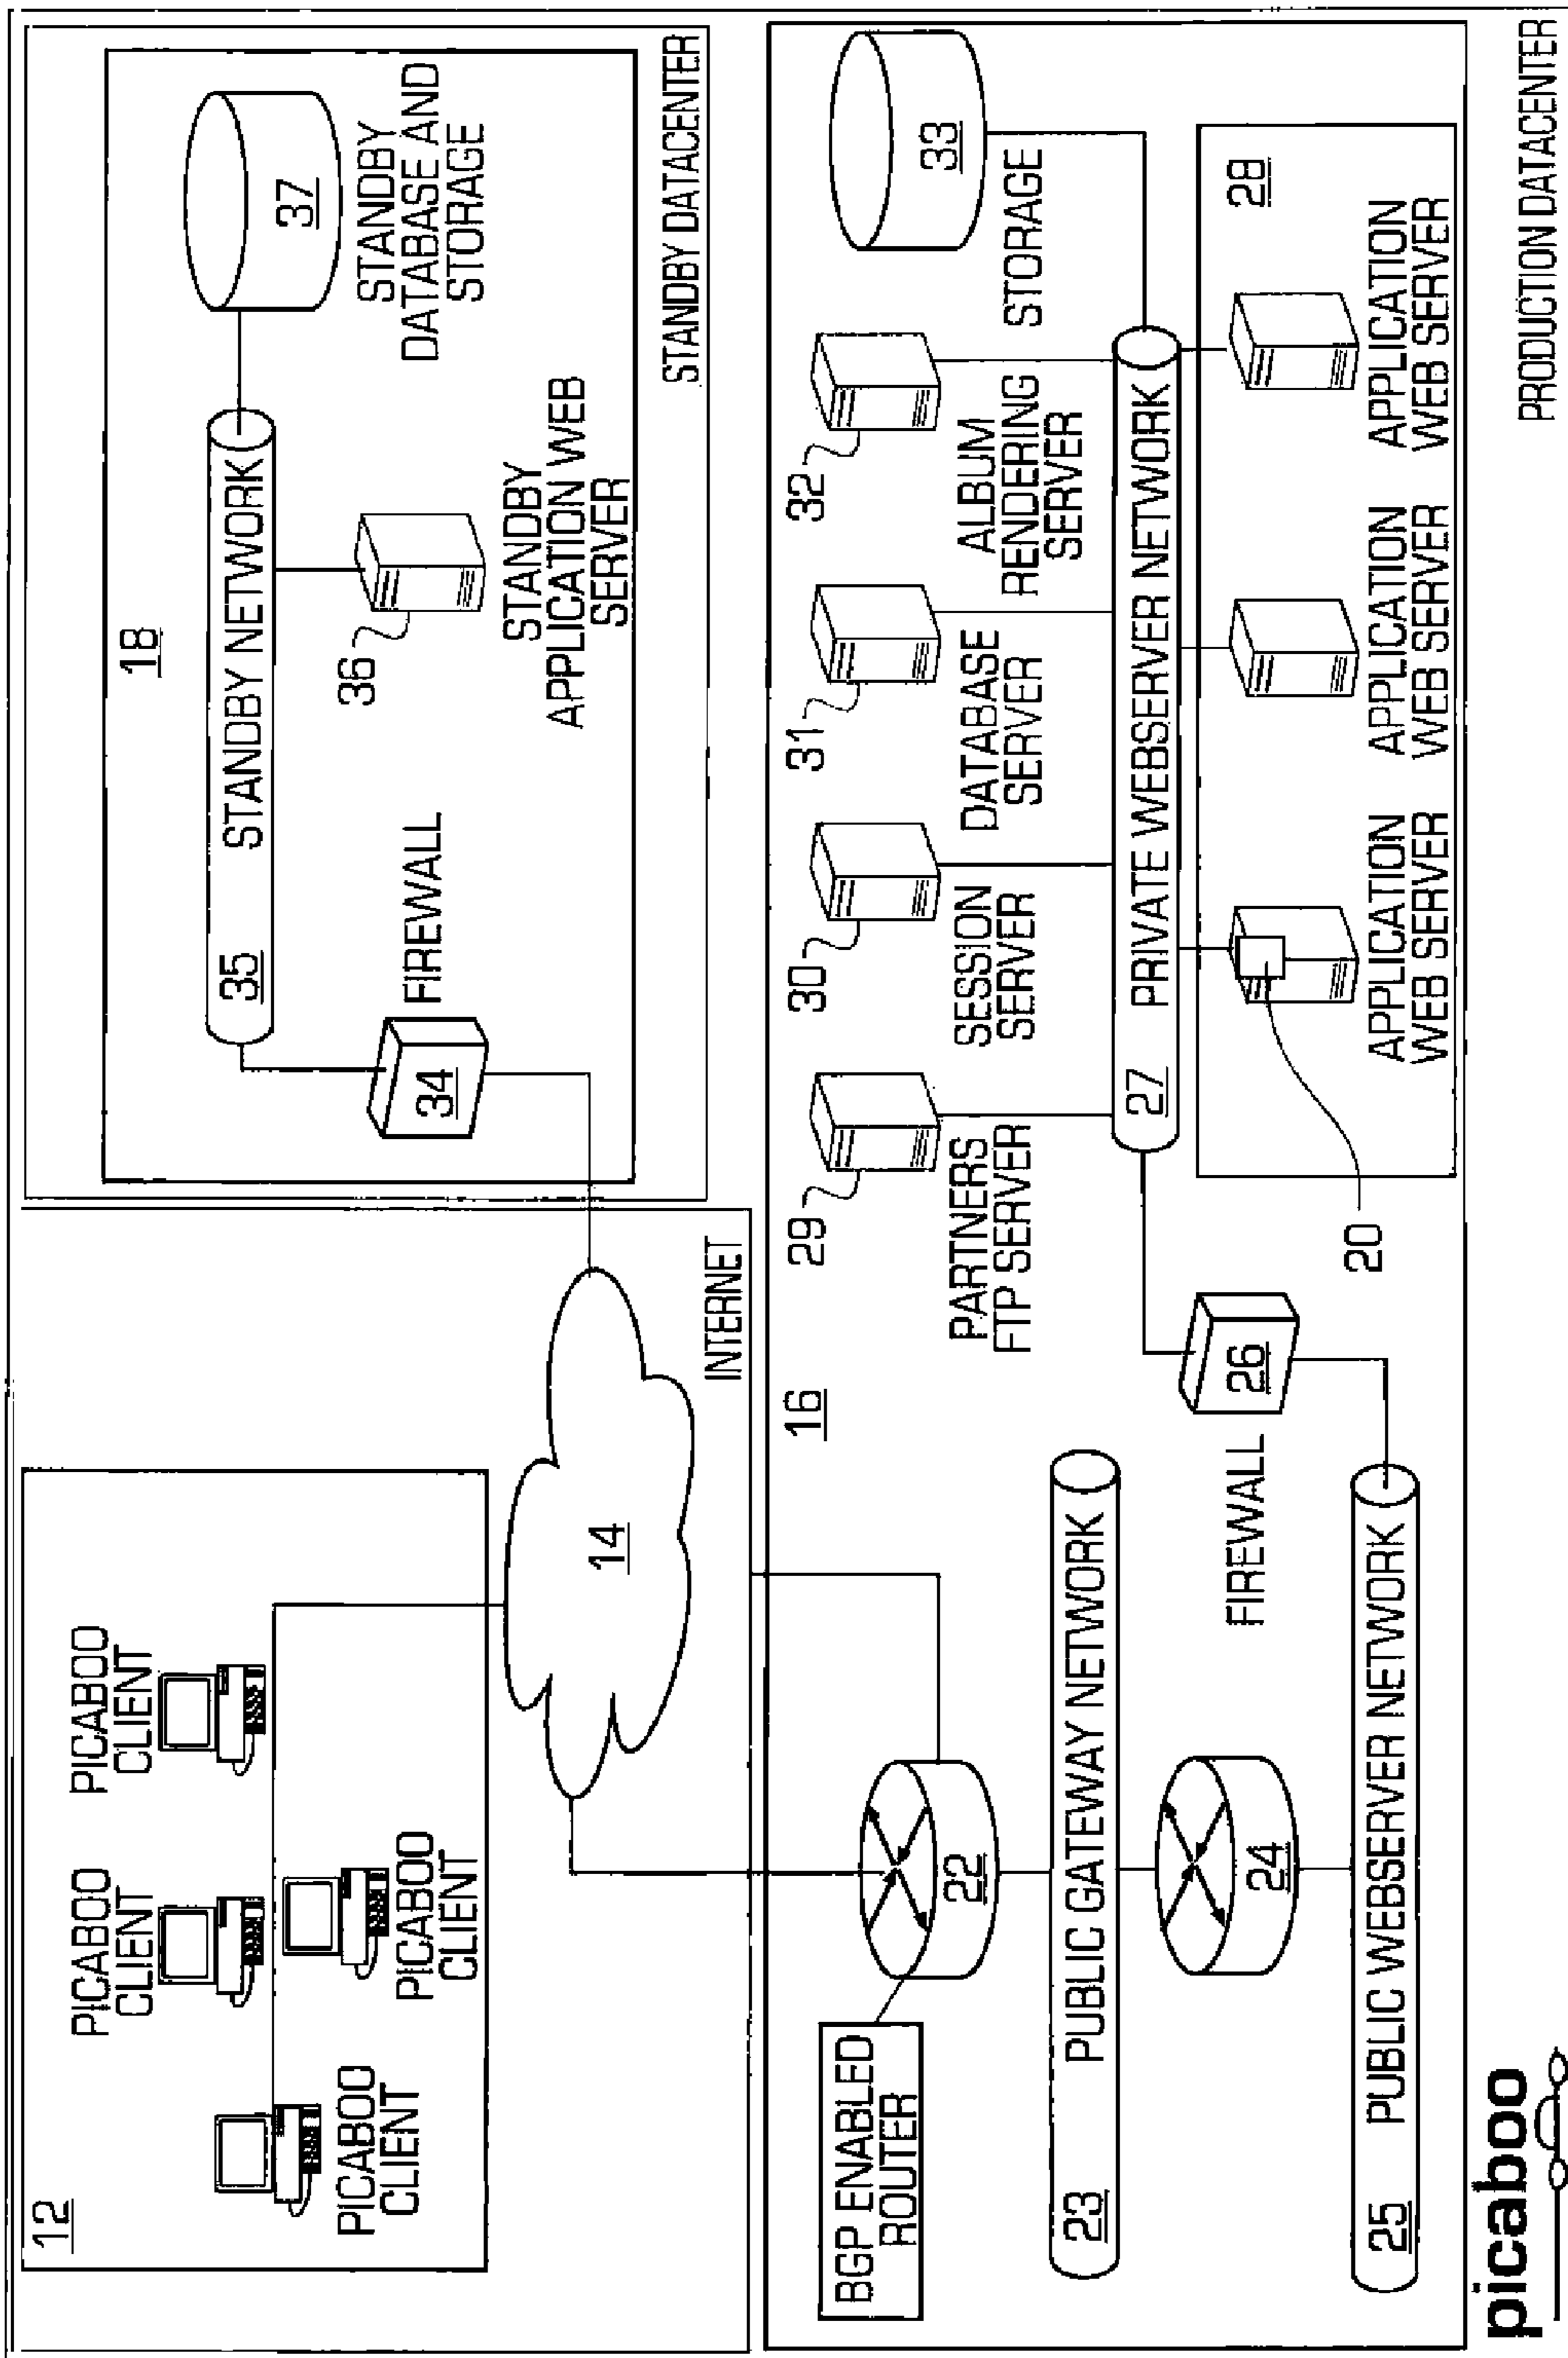 12
PICABOO
CLIENT
PICABOO
CLIENT
PICABOO
CLIENT
PICABOO
CLIENT
14
INTERNET
18
35
STANDBY NETWORK
37
STANDBY
DATABASE AND
STORAGE
34
FIREWALL
36
STANDBY
APPLICATION WEB
SERVER
STANDBY DATACENTER
16
BGP ENABLED
ROUTER
22
23
PUBLIC GATEWAY NETWORK
24
25
PUBLIC WEBSERVER NETWORK
FIREWALL
26
29
PARTNERS
FTP SERVER
30
SESSION
SERVER
31
DATABASE
SERVER
32
ALBUM
RENDERING
SERVER
33
STORAGE
27
PRIVATE WEBSERVER NETWORK
28
20
APPLICATION
WEB SERVER
APPLICATION
WEB SERVER
APPLICATION
WEB SERVER
PRODUCTION DATACENTER
picaboo